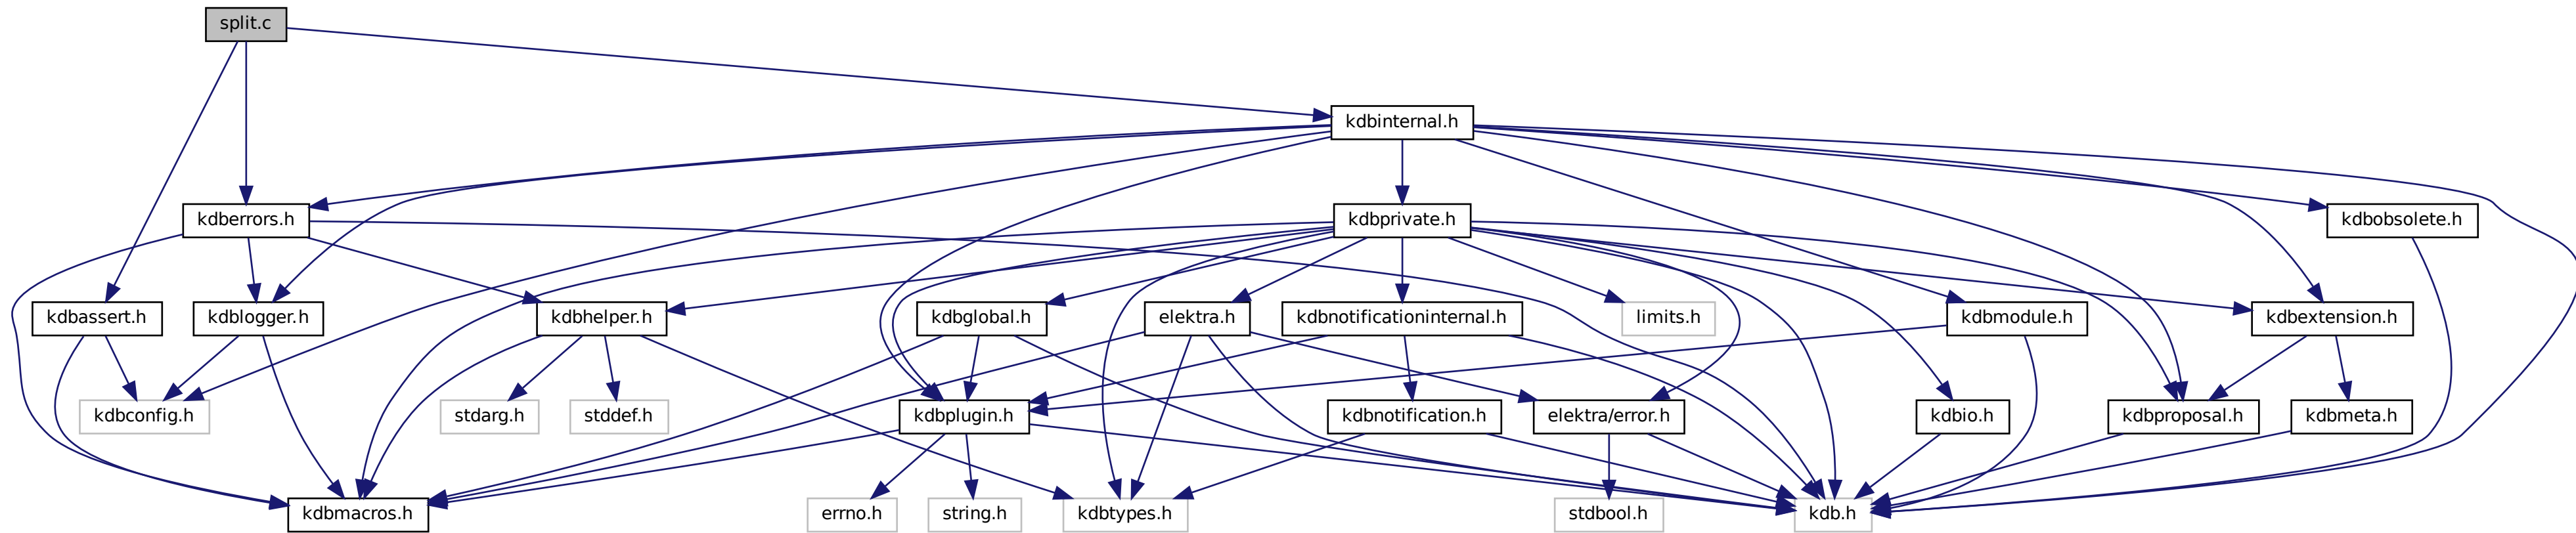 split.c
kdbinternal.h
kdberrors.h
kdbprivate.h
kdbobsolete.h
kdbassert.h
kdblogger.h
kdbhelper.h
kdbglobal.h
elektra.h
kdbnotificationinternal.h
limits.h
kdbmodule.h
kdbextension.h
kdbconfig.h
stdarg.h
stddef.h
kdbplugin.h
kdbnotification.h
elektra/error.h
kdbio.h
kdbproposal.h
kdbmeta.h
kdbmacros.h
errno.h
string.h
kdbtypes.h
stdbool.h
kdb.h